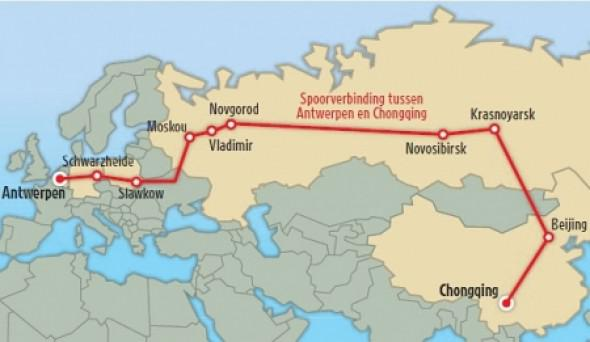 Spoorverbinding tussen
Antwerpen en Chongqing
Novgorod
Krasnoyarsk
Moskou
Vladimir
Novosibirsk
Schwarzheide
Antwerpen
Slawkow
Beijing
Chongqing